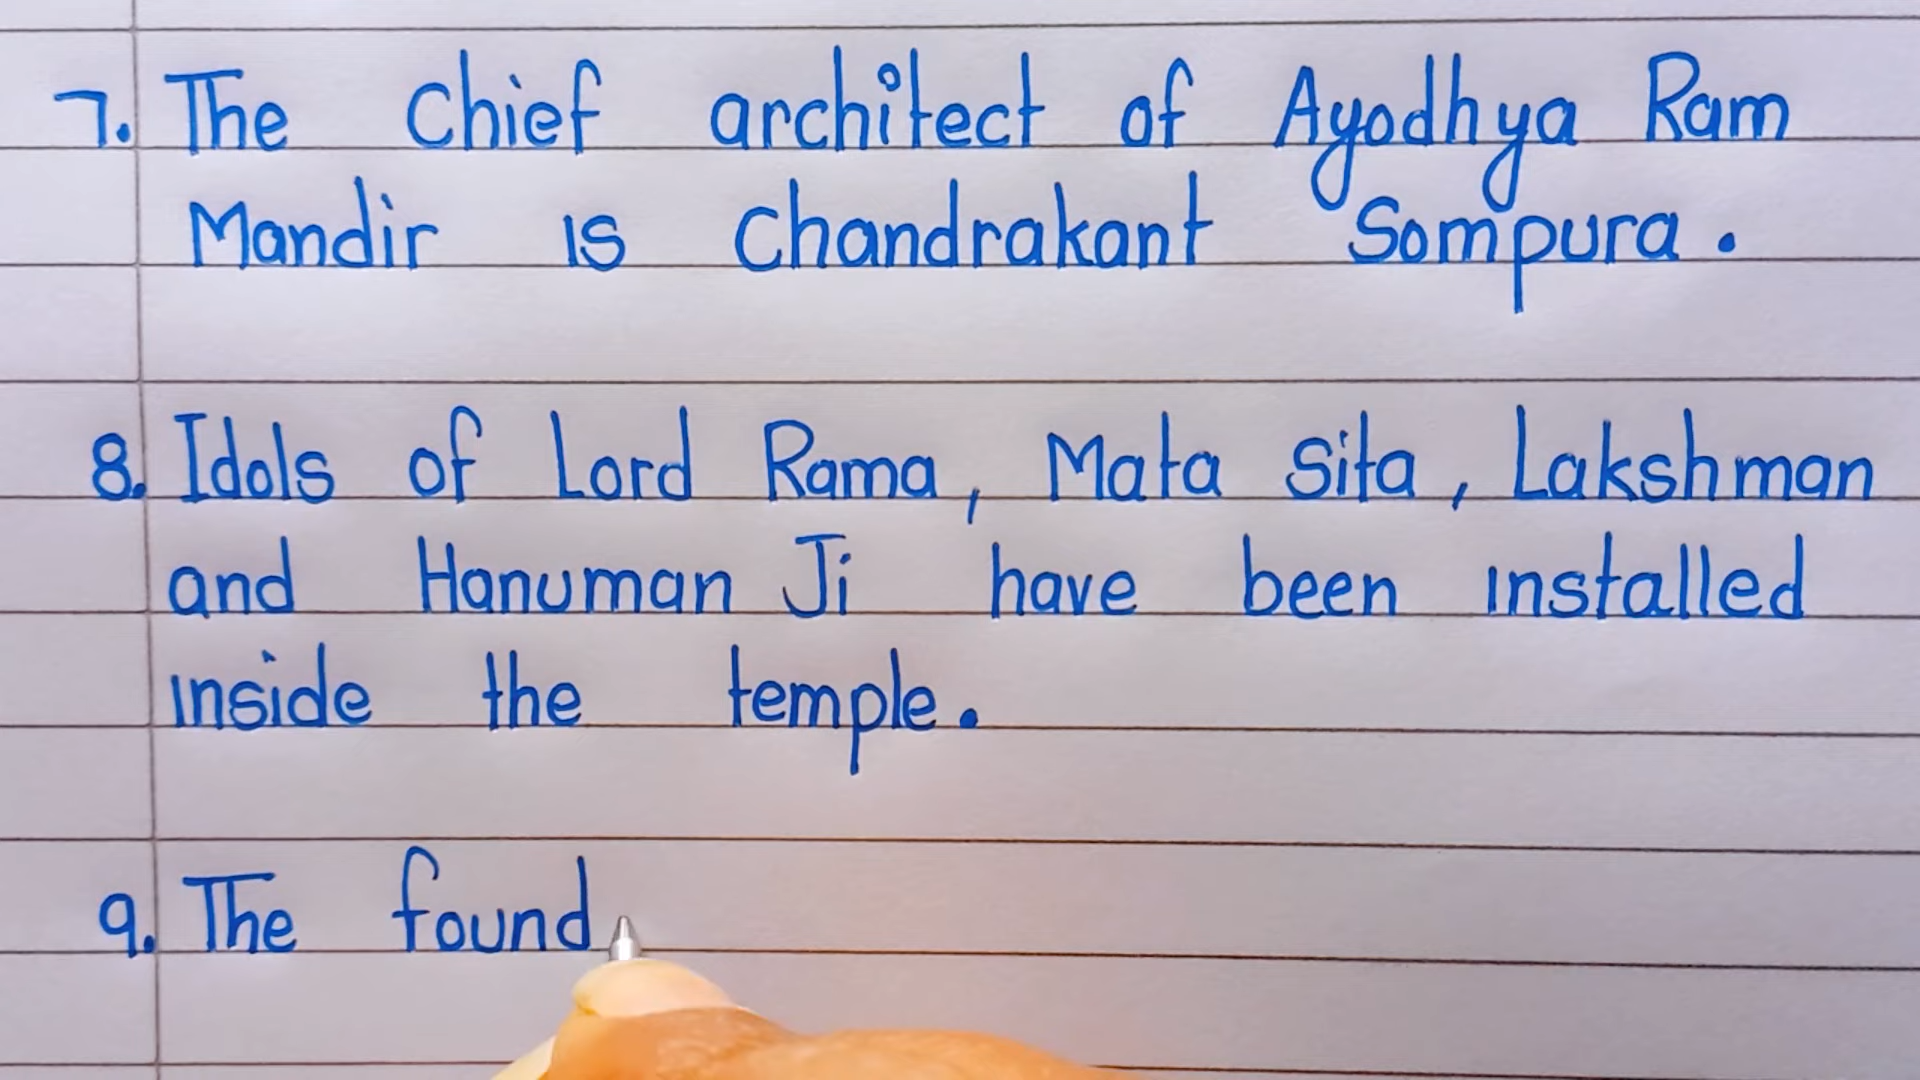 7. The Chief architect of Ayodhya Ram
Mandir is Chandrakant Sompura.
8. Idols of Lord Rama, Mata Sita, Lakshman
and Hanuman Ji have been installed
inside the temple.
9. The found